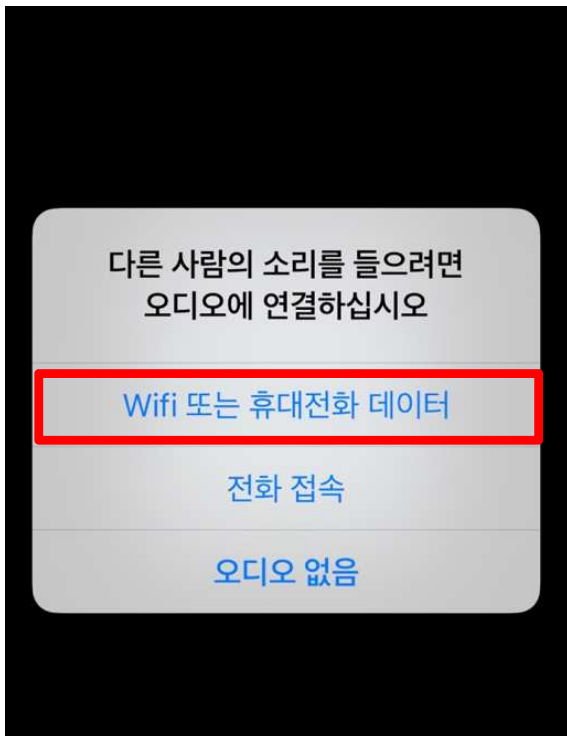 다른 사람의 소리를 들으려면
오디오에 연결하십시오
Wifi 또는 휴대전화 데이터
전화 접속
오디오 없음